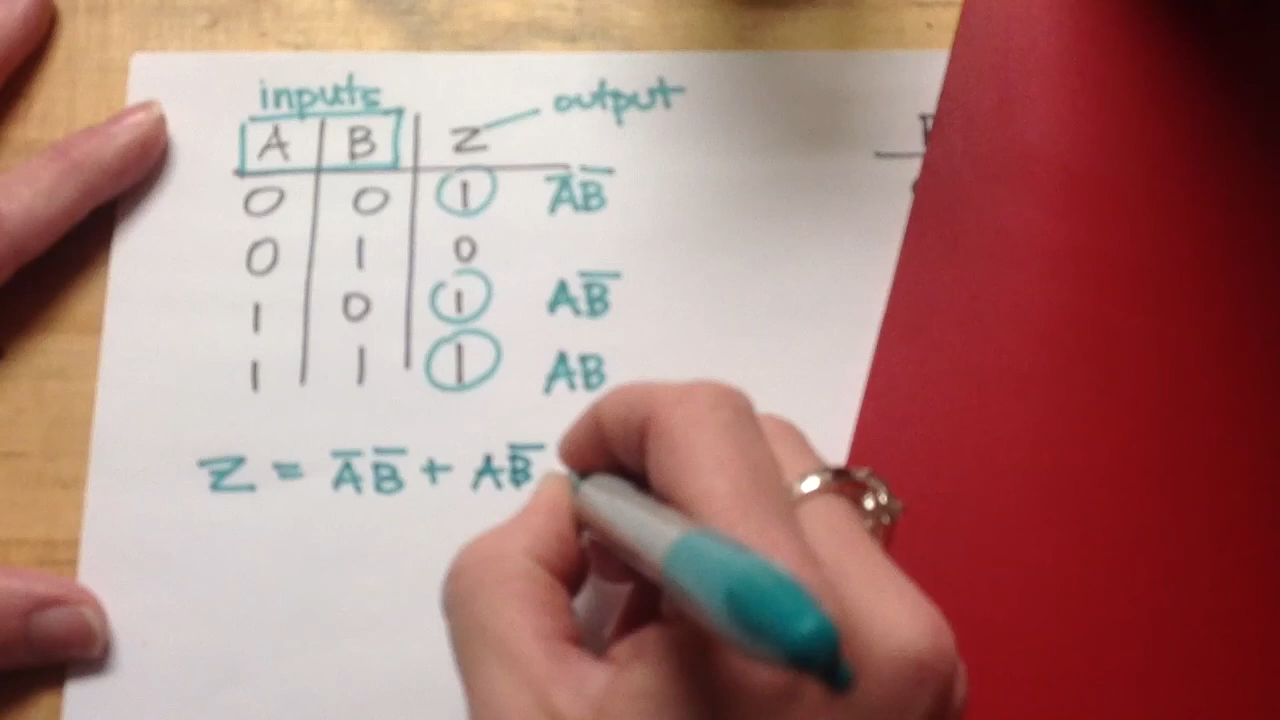 inputs output
A B Z
0 0 1 A̅B̅
0 1 0
1 0 1 AB̅
1 1 1 AB
Z = A̅B̅ + AB̅